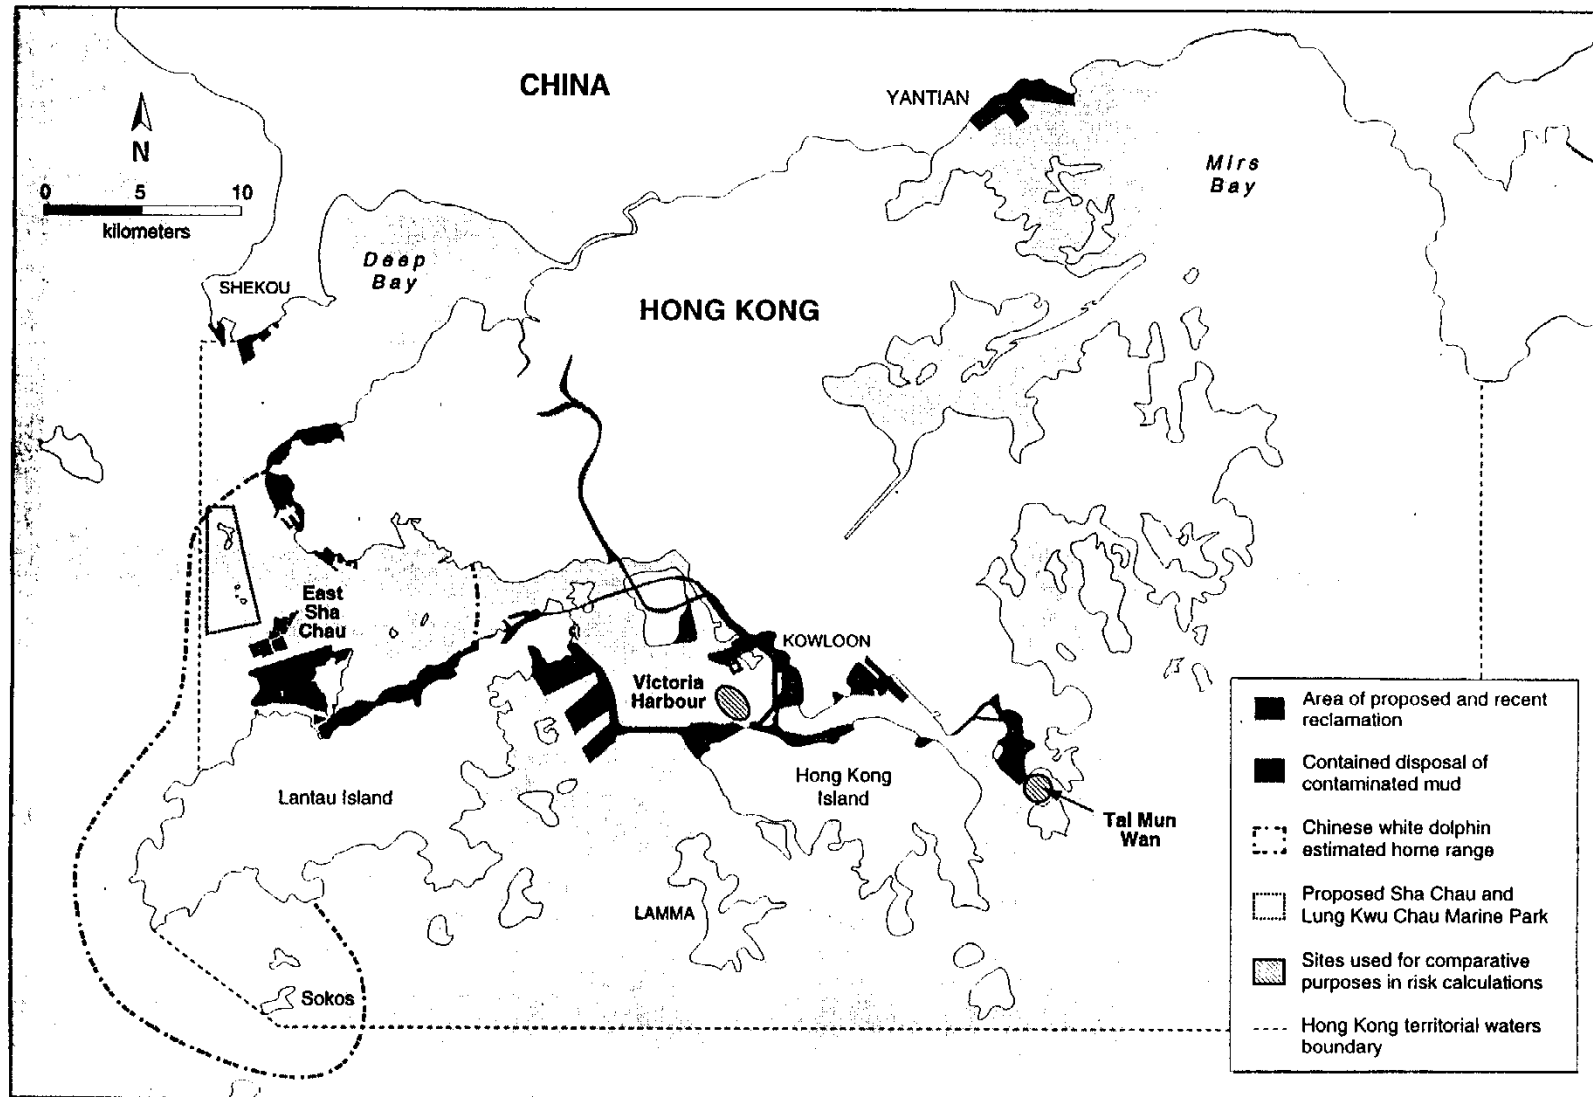 CHINA
YANTIAN
Mirs
Bay
N
0 5 10
kilometers
Deep
Bay
SHEKOU
HONG KONG
East
Sha
Chau
KOWLOON
Victoria
Harbour
Lantau Island
Hong Kong
Island
Tai Mun
Wan
LAMMA
Sokos
Area of proposed and recent
reclamation
Contained disposal of
contaminated mud
Chinese white dolphin
estimated home range
Proposed Sha Chau and
Lung Kwu Chau Marine Park
Sites used for comparative
purposes in risk calculations
Hong Kong territorial waters
boundary